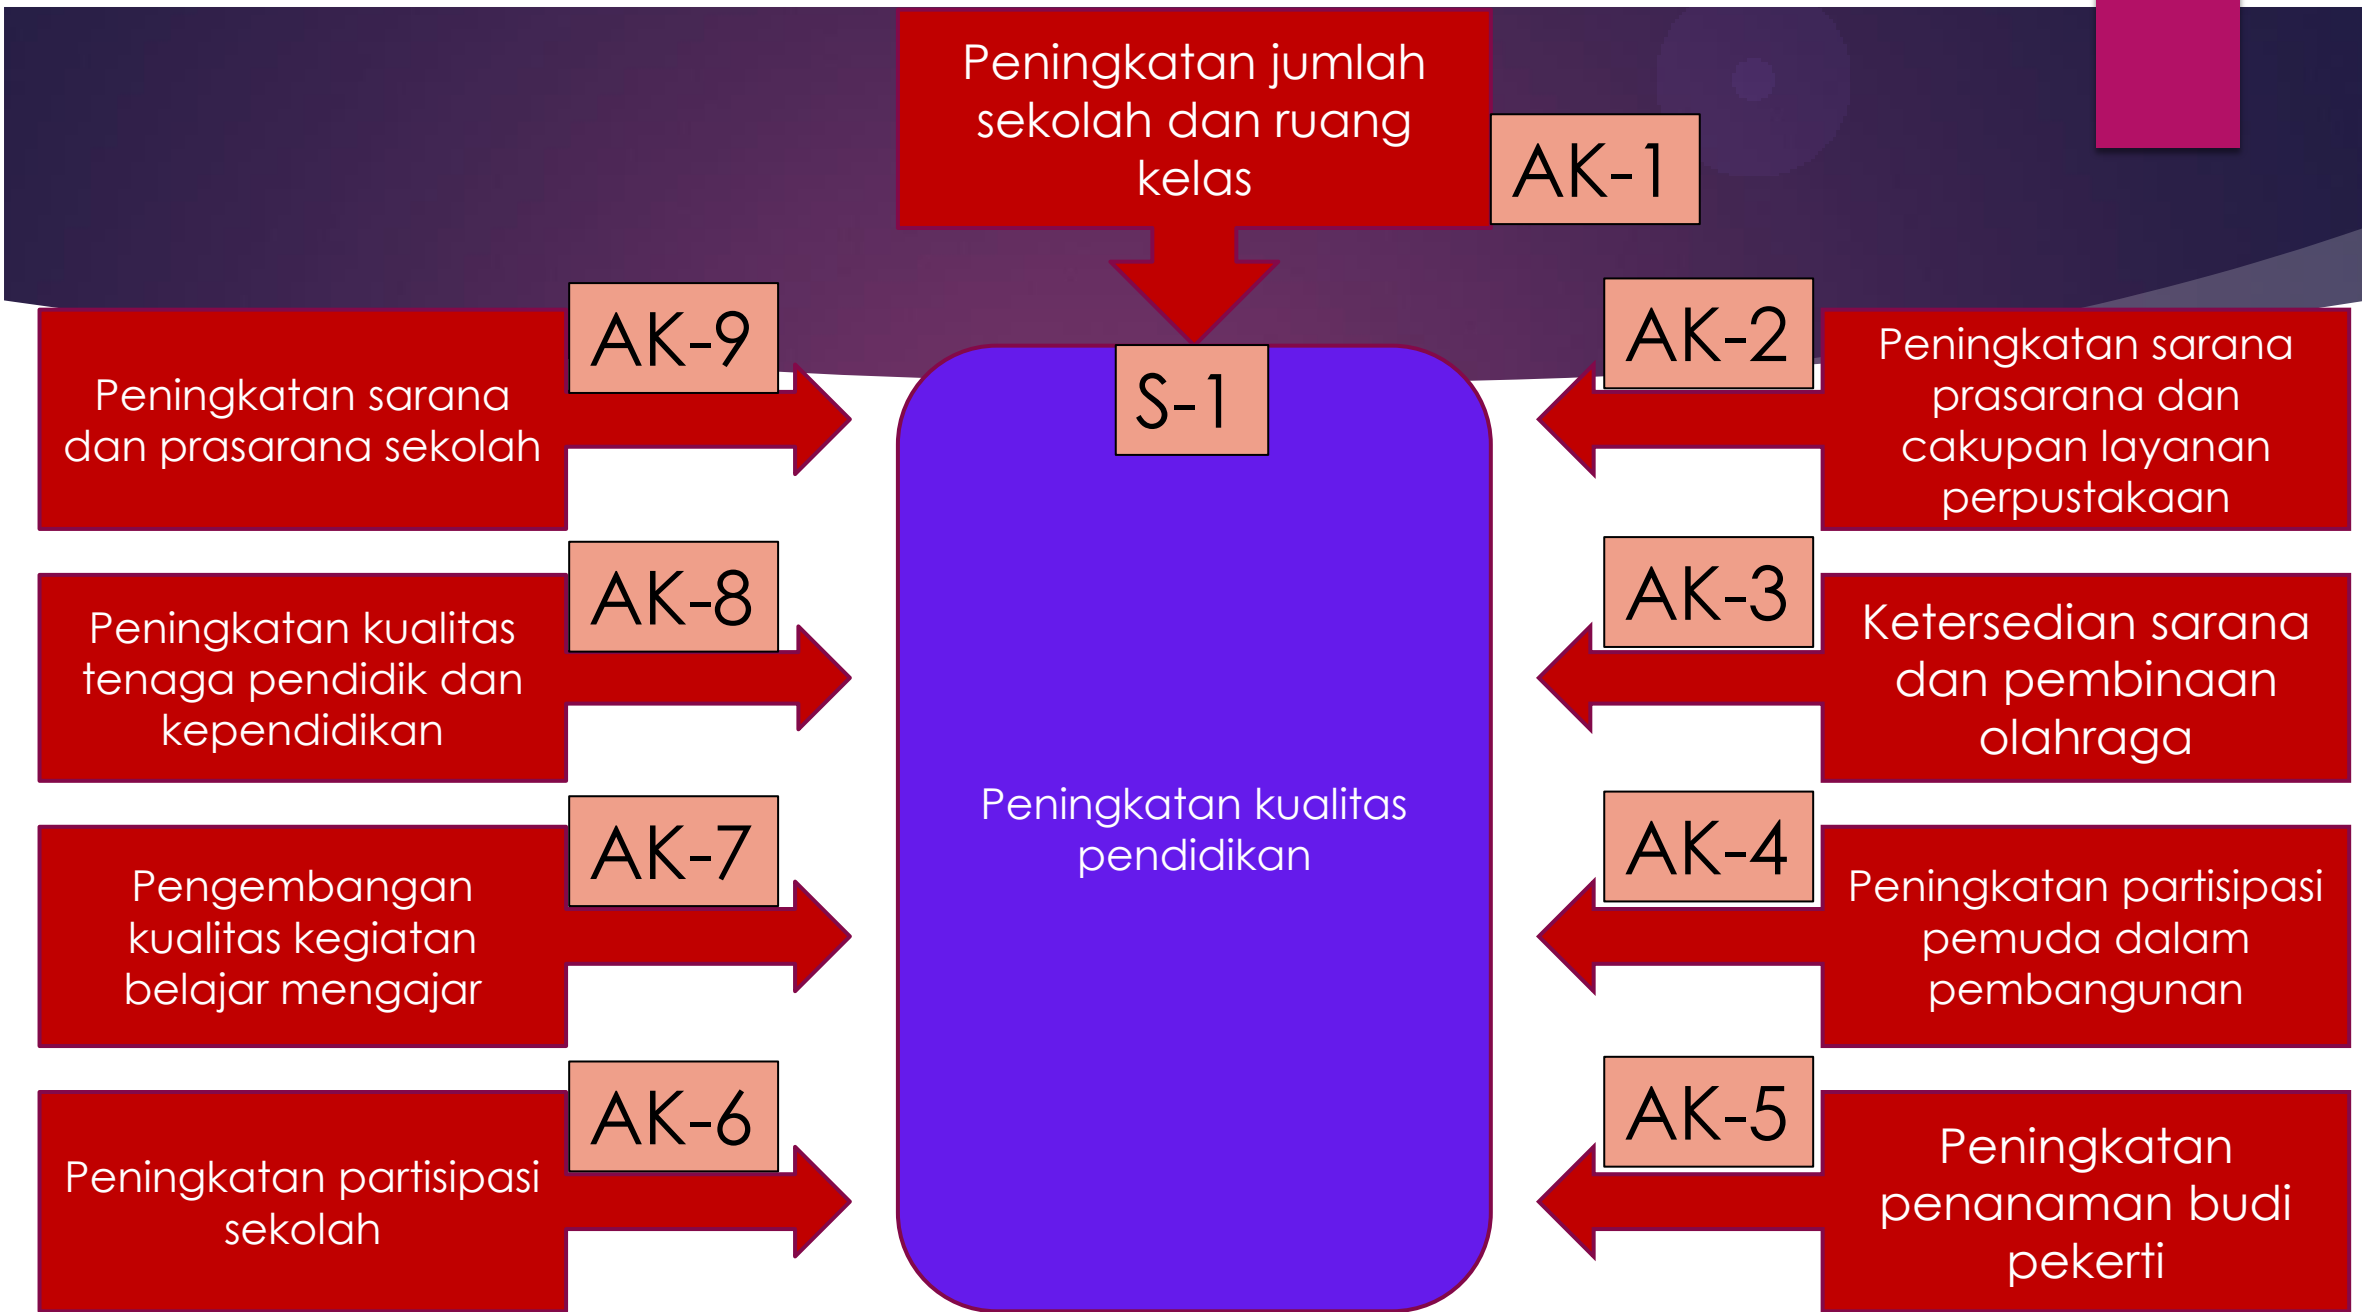 Peningkatan jumlah
sekolah dan ruang
kelas
AK-1
AK-9
Peningkatan sarana
dan prasarana sekolah
AK-8
Peningkatan kualitas
tenaga pendidik dan
kependidikan
AK-7
Pengembangan
kualitas kegiatan
belajar mengajar
AK-6
Peningkatan partisipasi
sekolah
S-1
Peningkatan kualitas
pendidikan
AK-2
Peningkatan sarana
prasarana dan
cakupan layanan
perpustakaan
AK-3
Ketersedian sarana
dan pembinaan
olahraga
AK-4
Peningkatan partisipasi
pemuda dalam
pembangunan
AK-5
Peningkatan
penanaman budi
pekerti